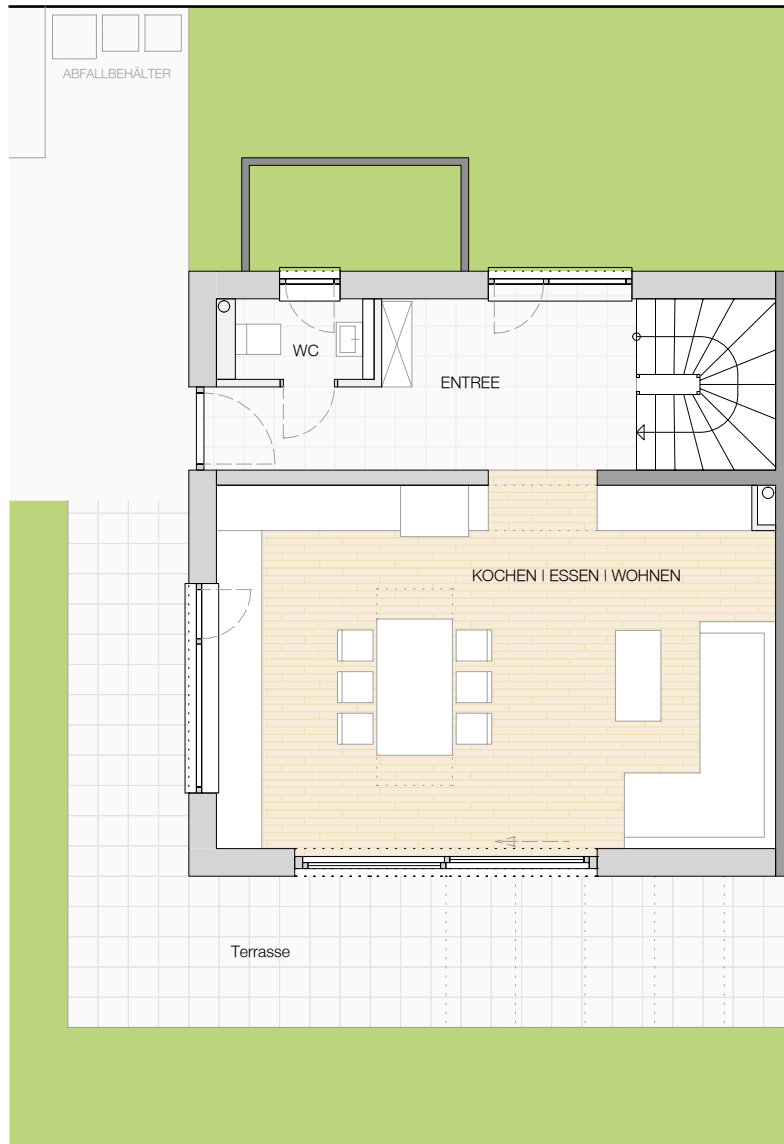 ABFALLBEHÄLTER
WC
ENTREE
KOCHEN | ESSEN | WOHNEN
Terrasse